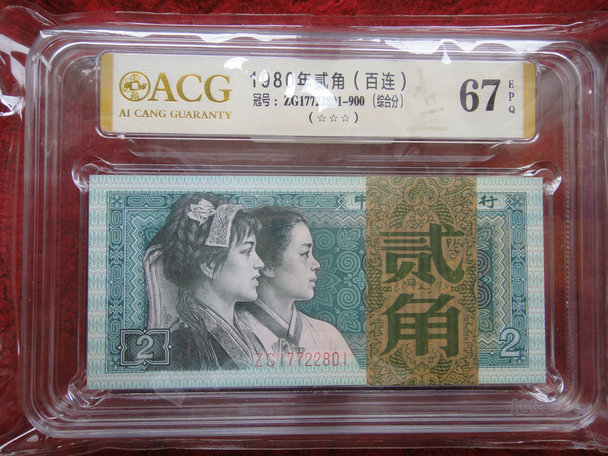 ACG
AI CANG GUARANTY
1980年贰角（百连）
冠号：ZG17722801-900（综合分）
（☆☆☆）
67
EPQ
中
行
贰角
2
ZG17722801
2